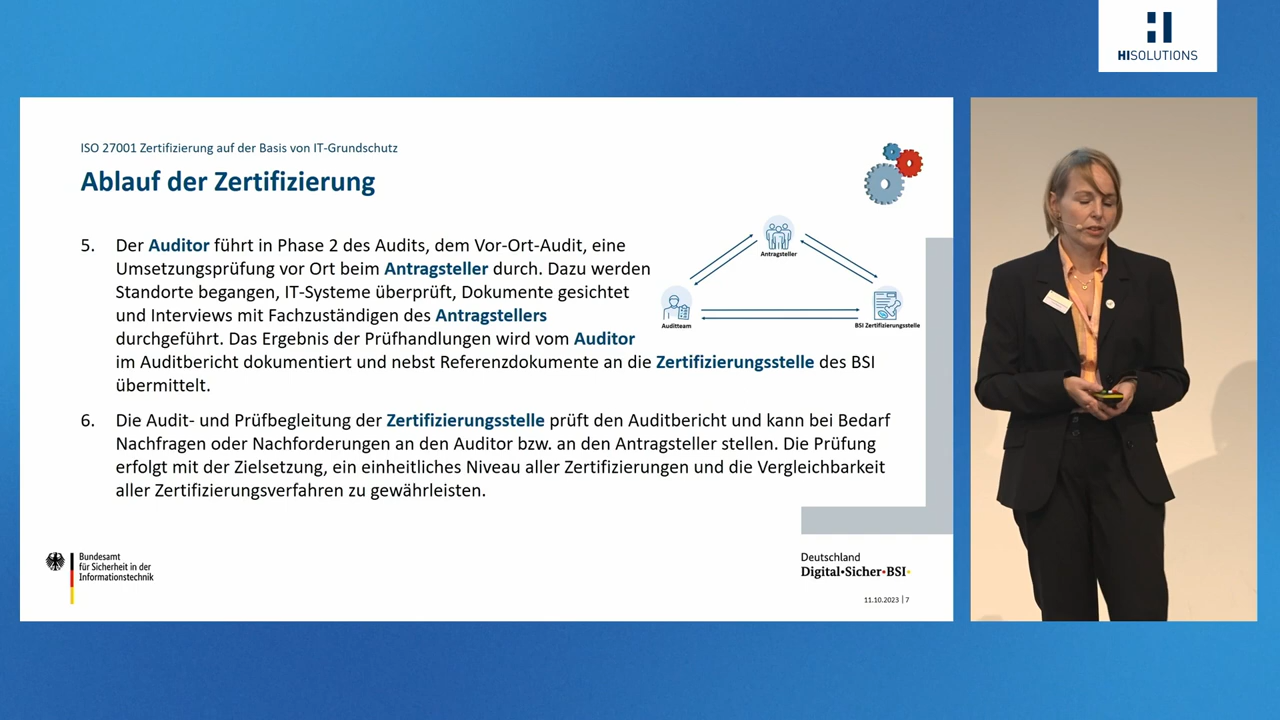 HISOLUTIONS
ISO 27001 Zertifizierung auf der Basis von IT-Grundschutz
Ablauf der Zertifizierung
5. Der Auditor führt in Phase 2 des Audits, dem Vor-Ort-Audit, eine
Umsetzungsprüfung vor Ort beim Antragsteller durch. Dazu werden
Standorte begangen, IT-Systeme überprüft, Dokumente gesichtet
und Interviews mit Fachzuständigen des Antragstellers
durchgeführt. Das Ergebnis der Prüfhandlungen wird vom Auditor
im Auditbericht dokumentiert und nebst Referenzdokumente an die Zertifizierungsstelle des BSI
übermittelt.
Antragsteller
Auditteam
BSI Zertifizierungsstelle
6. Die Audit- und Prüfbegleitung der Zertifizierungsstelle prüft den Auditbericht und kann bei Bedarf
Nachfragen oder Nachforderungen an den Auditor bzw. an den Antragsteller stellen. Die Prüfung
erfolgt mit der Zielsetzung, ein einheitliches Niveau aller Zertifizierungen und die Vergleichbarkeit
aller Zertifizierungsverfahren zu gewährleisten.
Bundesamt
für Sicherheit in der
Informationstechnik
Deutschland
Digital•Sicher•BSI•
11.10.2023 | 7